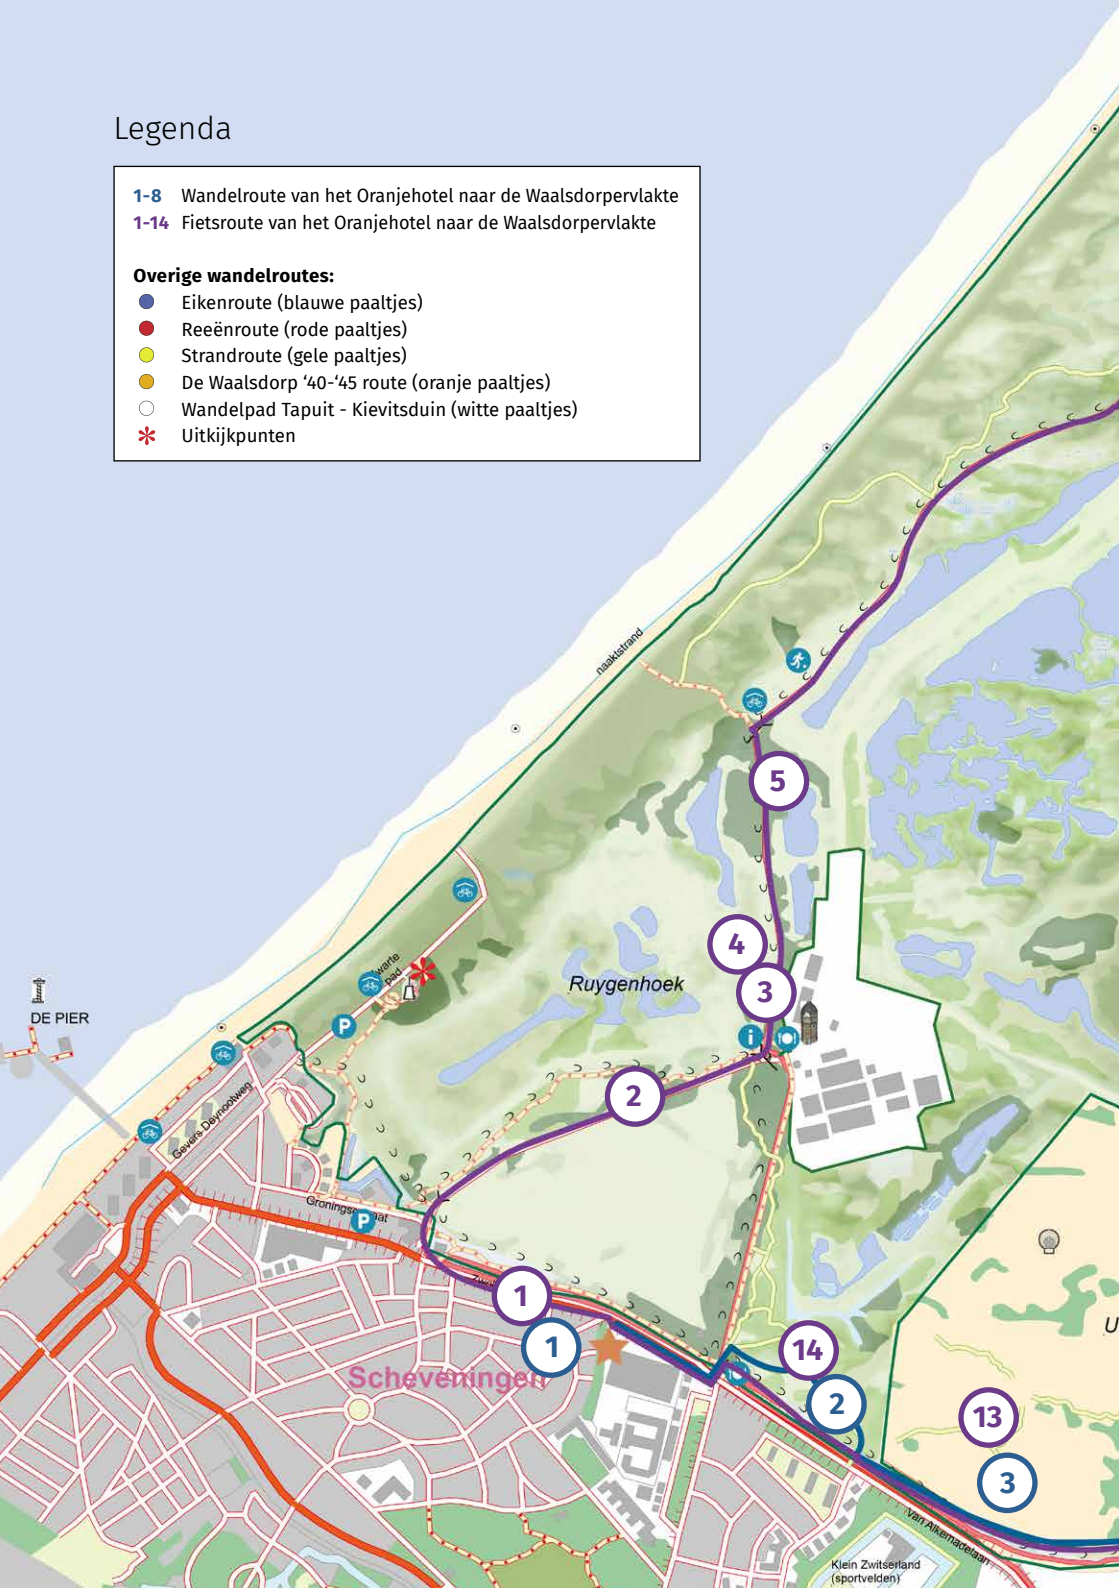 Legenda
1-8 Wandelroute van het Oranjehotel naar de Waalsdorpervlakte
1-14 Fietsroute van het Oranjehotel naar de Waalsdorpervlakte
Overige wandelroutes:
Eikenroute (blauwe paaltjes)
Reeënroute (rode paaltjes)
Strandroute (gele paaltjes)
De Waalsdorp ‘40-‘45 route (oranje paaltjes)
Wandelpad Tapuit - Kievitsduin (witte paaltjes)
Uitkijkpunten
naaktstrand
5
4
3
Ruygenhoek
pad
DE PIER
P
i
2
Gevers Deynootweg
P
1
1
Scheveningen
14
2
13
3
Van Alkemadelaan
Klein Zwitserland
(sportvelden)